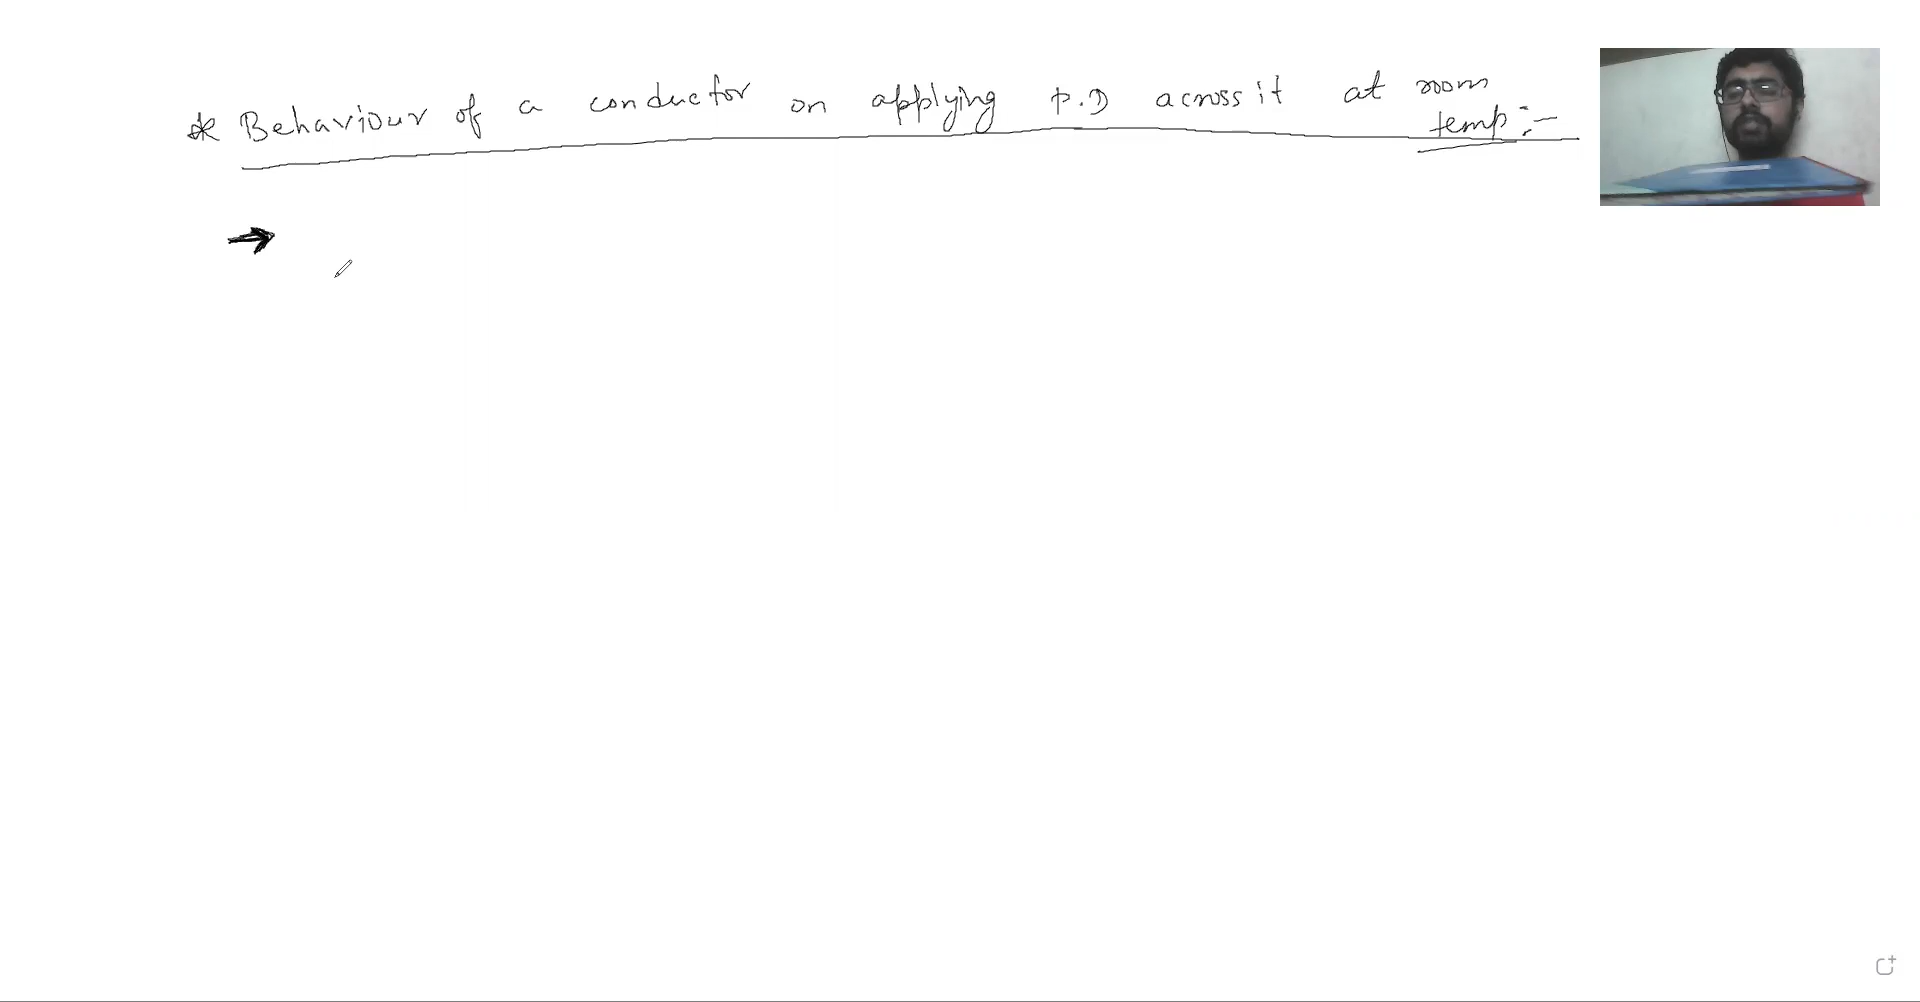 * Behaviour of a conductor on applying p.D across it at room
temp:-
→